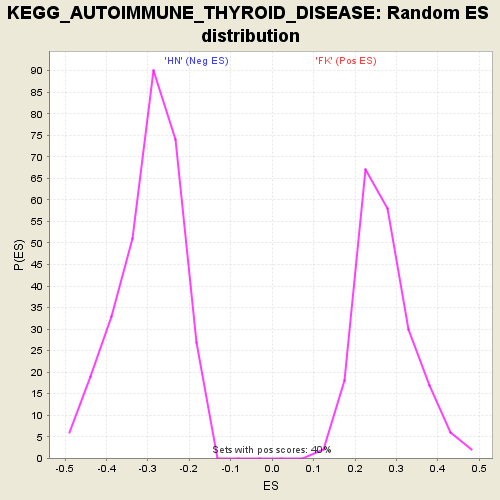 KEGG_AUTOIMMUNE_THYROID_DISEASE: Random ES
distribution
'HN' (Neg ES) 'FK' (Pos ES)
P(ES)
90
85
80
75
70
65
60
55
50
45
40
35
30
25
20
15
10
5
0
Sets with pos scores: 40%
-0.5 -0.4 -0.3 -0.2 -0.1 0.0 0.1 0.2 0.3 0.4 0.5
ES